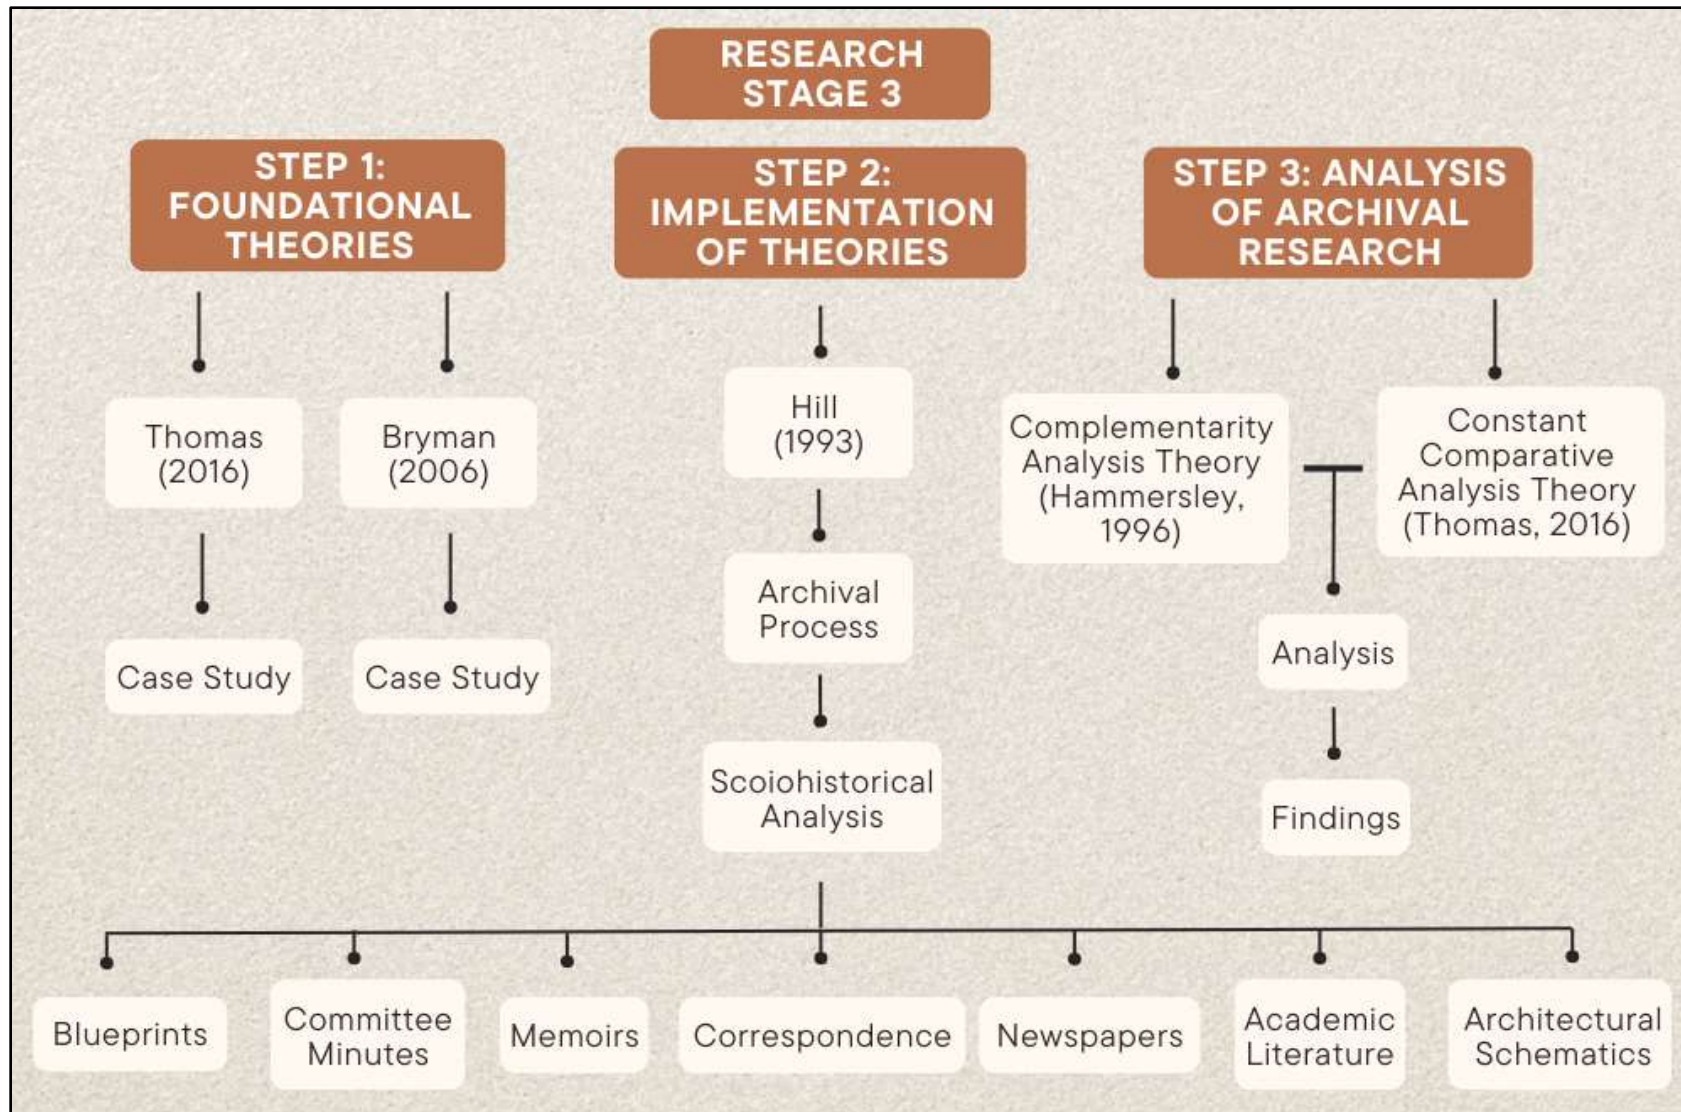 RESEARCH
STAGE 3
STEP 1:
FOUNDATIONAL
THEORIES
STEP 2:
IMPLEMENTATION
OF THEORIES
STEP 3: ANALYSIS
OF ARCHIVAL
RESEARCH
Thomas
(2016)
Bryman
(2006)
Case Study
Case Study
Hill
(1993)
Archival
Process
Scoiohistorical
Analysis
Complementarity
Analysis Theory
(Hammersley,
1996)
Constant
Comparative
Analysis Theory
(Thomas, 2016)
Analysis
Findings
Blueprints
Committee
Minutes
Memoirs
Correspondence
Newspapers
Academic
Literature
Architectural
Schematics